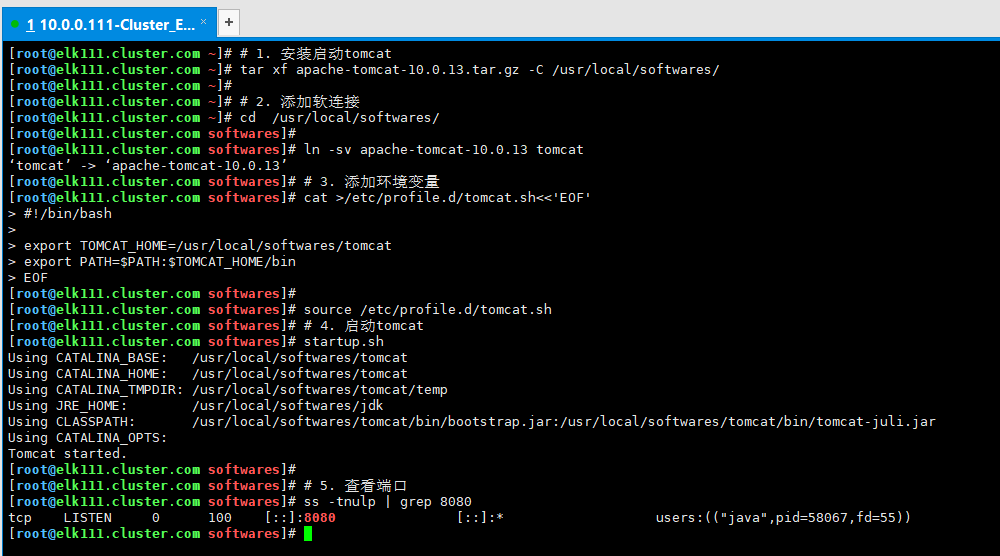 1 10.0.0.111-Cluster_E... × +
[root@elk111.cluster.com ~]# # 1. 安装启动tomcat
[root@elk111.cluster.com ~]# tar xf apache-tomcat-10.0.13.tar.gz -C /usr/local/softwares/
[root@elk111.cluster.com ~]#
[root@elk111.cluster.com ~]# # 2. 添加软连接
[root@elk111.cluster.com ~]# cd  /usr/local/softwares/
[root@elk111.cluster.com softwares]#
[root@elk111.cluster.com softwares]# ln -sv apache-tomcat-10.0.13 tomcat
‘tomcat’ -> ‘apache-tomcat-10.0.13’
[root@elk111.cluster.com softwares]# # 3. 添加环境变量
[root@elk111.cluster.com softwares]# cat >/etc/profile.d/tomcat.sh<<'EOF'
> #!/bin/bash
>
> export TOMCAT_HOME=/usr/local/softwares/tomcat
> export PATH=$PATH:$TOMCAT_HOME/bin
> EOF
[root@elk111.cluster.com softwares]#
[root@elk111.cluster.com softwares]# source /etc/profile.d/tomcat.sh
[root@elk111.cluster.com softwares]# # 4. 启动tomcat
[root@elk111.cluster.com softwares]# startup.sh
Using CATALINA_BASE:   /usr/local/softwares/tomcat
Using CATALINA_HOME:   /usr/local/softwares/tomcat
Using CATALINA_TMPDIR: /usr/local/softwares/tomcat/temp
Using JRE_HOME:        /usr/local/softwares/jdk
Using CLASSPATH:       /usr/local/softwares/tomcat/bin/bootstrap.jar:/usr/local/softwares/tomcat/bin/tomcat-juli.jar
Using CATALINA_OPTS:
Tomcat started.
[root@elk111.cluster.com softwares]#
[root@elk111.cluster.com softwares]# # 5. 查看端口
[root@elk111.cluster.com softwares]# ss -tnulp | grep 8080
tcp    LISTEN     0      100    [::]:8080               [::]:*                   users:(("java",pid=58067,fd=55))
[root@elk111.cluster.com softwares]#